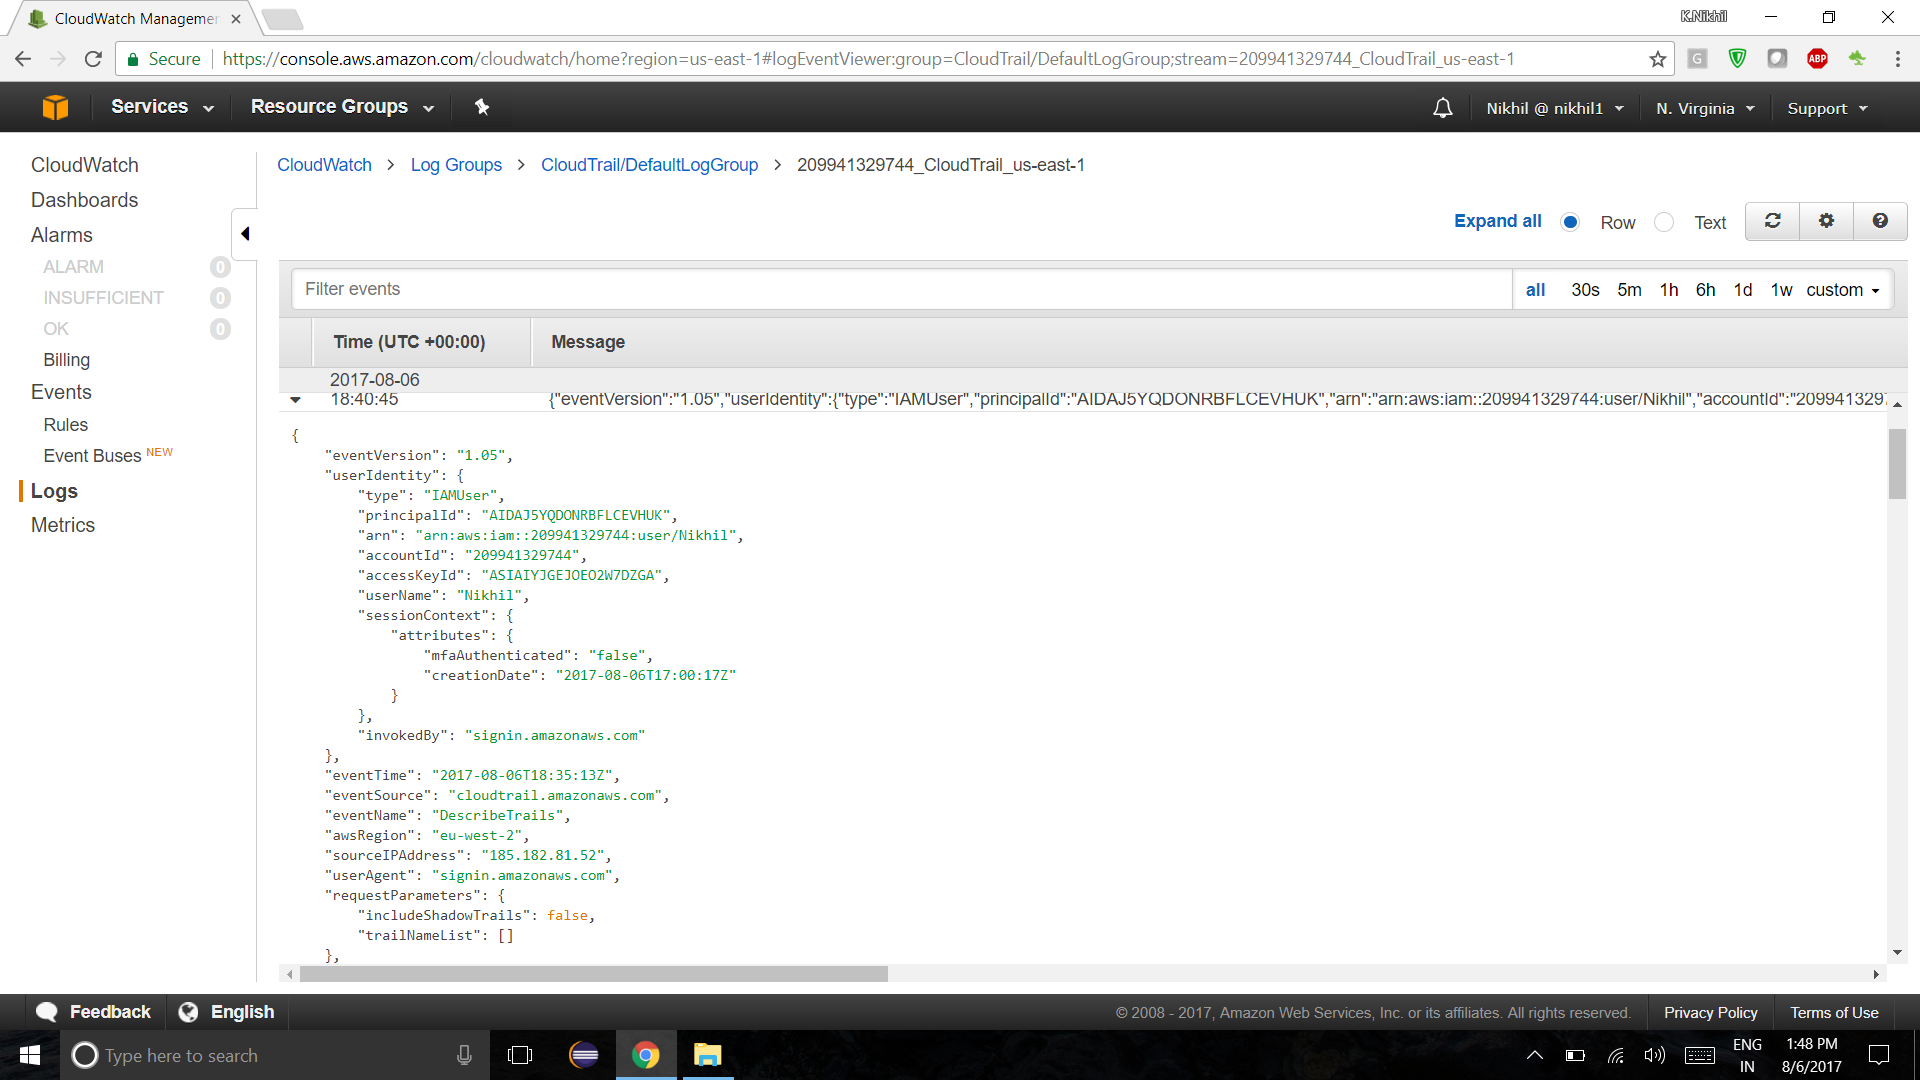 CloudWatch Managemen
K.Nikhil
Secure
https://console.aws.amazon.com/cloudwatch/home?region=us-east-1#logEventViewer:group=CloudTrail/DefaultLogGroup;stream=209941329744_CloudTrail_us-east-1
G
ABP
Services
Resource Groups
Nikhil @ nikhil1
N. Virginia
Support
CloudWatch
Dashboards
Alarms
ALARM 0
INSUFFICIENT 0
OK 0
Billing
Events
Rules
Event Buses NEW
Logs
Metrics
CloudWatch > Log Groups > CloudTrail/DefaultLogGroup > 209941329744_CloudTrail_us-east-1
Expand all Row Text ?
Filter events
all 30s 5m 1h 6h 1d 1w custom
Time (UTC +00:00) Message
2017-08-06
18:40:45 {"eventVersion":"1.05","userIdentity":{"type":"IAMUser","principalId":"AIDAJ5YQDONRBFLCEVHUK","arn":"arn:aws:iam::209941329744:user/Nikhil","accountId":"2099413297
{
"eventVersion": "1.05",
"userIdentity": {
"type": "IAMUser",
"principalId": "AIDAJ5YQDONRBFLCEVHUK",
"arn": "arn:aws:iam::209941329744:user/Nikhil",
"accountId": "209941329744",
"accessKeyId": "ASIAIYJGEJOEO2W7DZGA",
"userName": "Nikhil",
"sessionContext": {
"attributes": {
"mfaAuthenticated": "false",
"creationDate": "2017-08-06T17:00:17Z"
}
},
"invokedBy": "signin.amazonaws.com"
},
"eventTime": "2017-08-06T18:35:13Z",
"eventSource": "cloudtrail.amazonaws.com",
"eventName": "DescribeTrails",
"awsRegion": "eu-west-2",
"sourceIPAddress": "185.182.81.52",
"userAgent": "signin.amazonaws.com",
"requestParameters": {
"includeShadowTrails": false,
"trailNameList": []
},
Feedback
English
© 2008 - 2017, Amazon Web Services, Inc. or its affiliates. All rights reserved.
Privacy Policy
Terms of Use
Type here to search
ENG
IN
1:48 PM
8/6/2017